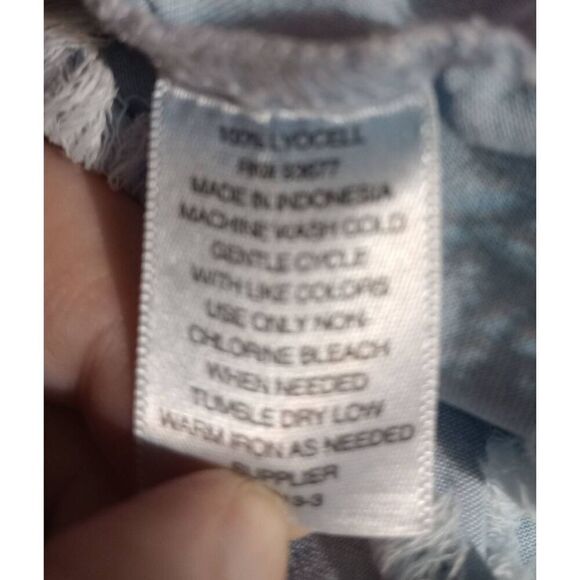 100% LYOCELL
RN# 93677
MADE IN INDONESIA
MACHINE WASH COLD
GENTLE CYCLE
WITH LIKE COLORS
USE ONLY NON-
CHLORINE BLEACH
WHEN NEEDED
TUMBLE DRY LOW
WARM IRON AS NEEDED
SUPPLIER